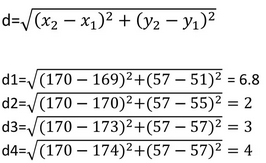 d=√(x₂ − x₁)² + (y₂ − y₁)²
d1=√(170 − 169)²+(57 − 51)² = 6.8
d2=√(170 − 170)²+(57 − 55)² = 2
d3=√(170 − 173)²+(57 − 57)² = 3
d4=√(170 − 174)²+(57 − 57)² = 4